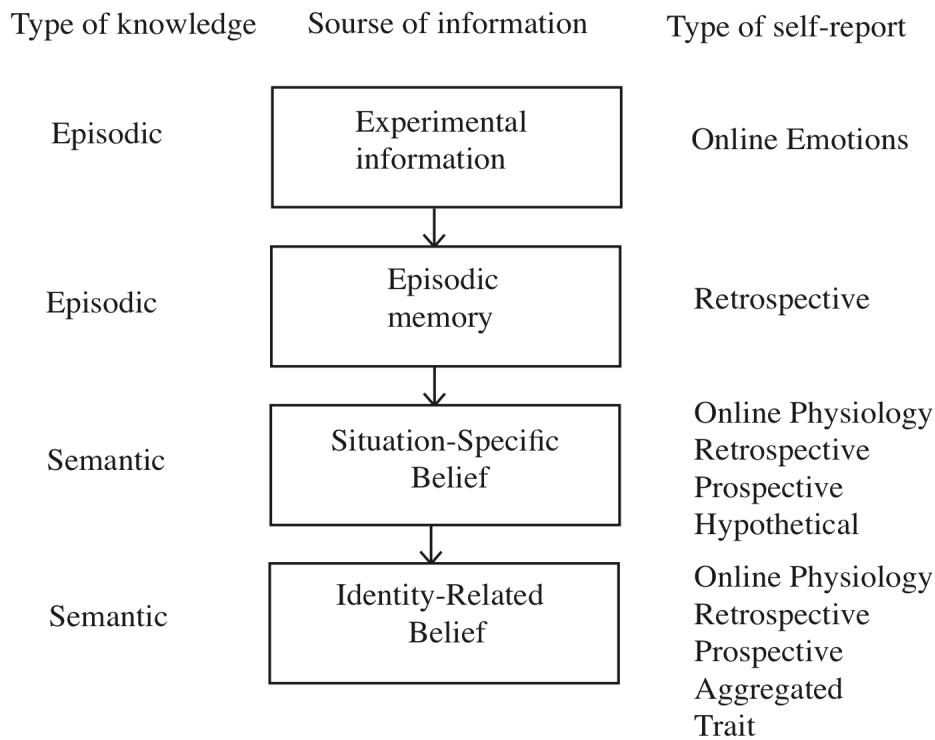 Type of knowledge Sourse of information Type of self-report
Episodic
Experimental
information
Online Emotions
Episodic
Episodic
memory
Retrospective
Semantic
Situation-Specific
Belief
Online Physiology
Retrospective
Prospective
Hypothetical
Semantic
Identity-Related
Belief
Online Physiology
Retrospective
Prospective
Aggregated
Trait